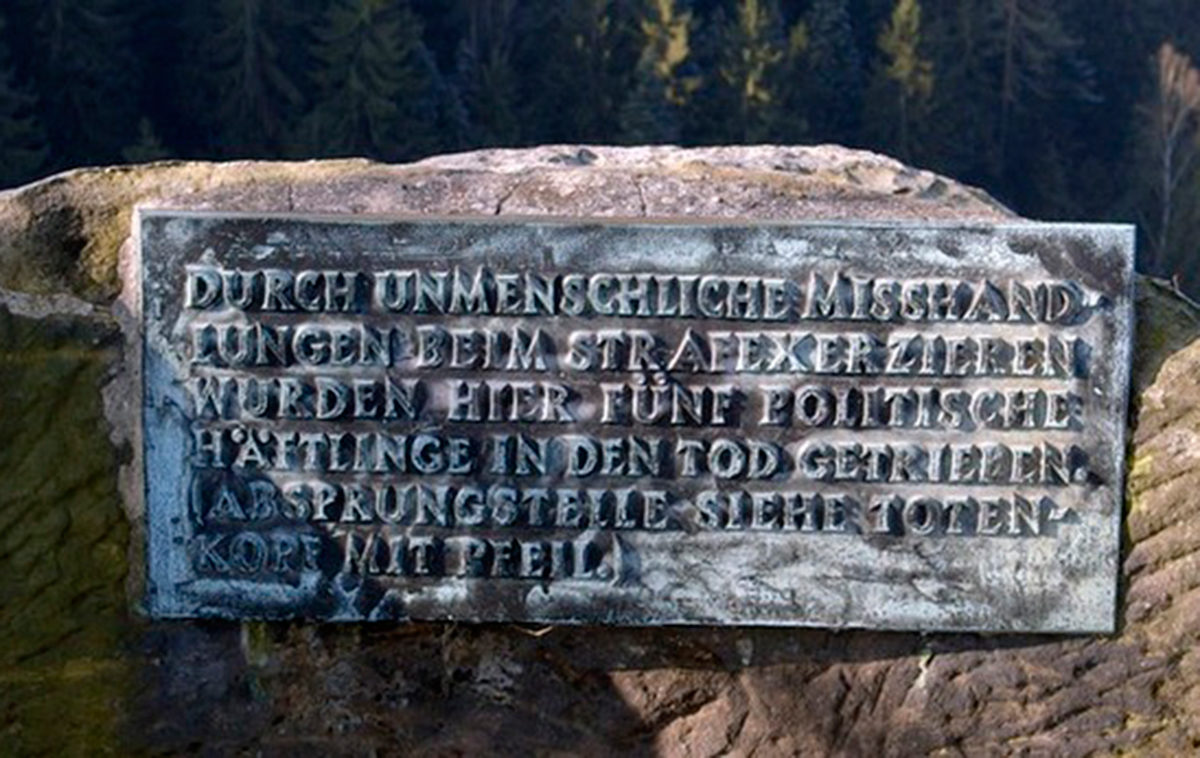 DURCH UNMENSCHLICHE MISSHAND-
LUNGEN BEIM STRAFEXERZIEREN
WURDEN HIER FÜNF POLITISCHE
HÄFTLINGE IN DEN TOD GETRIEBEN.
(ABSPRUNGSTELLE SIEHE TOTEN-
KOPF MIT PFEIL.)